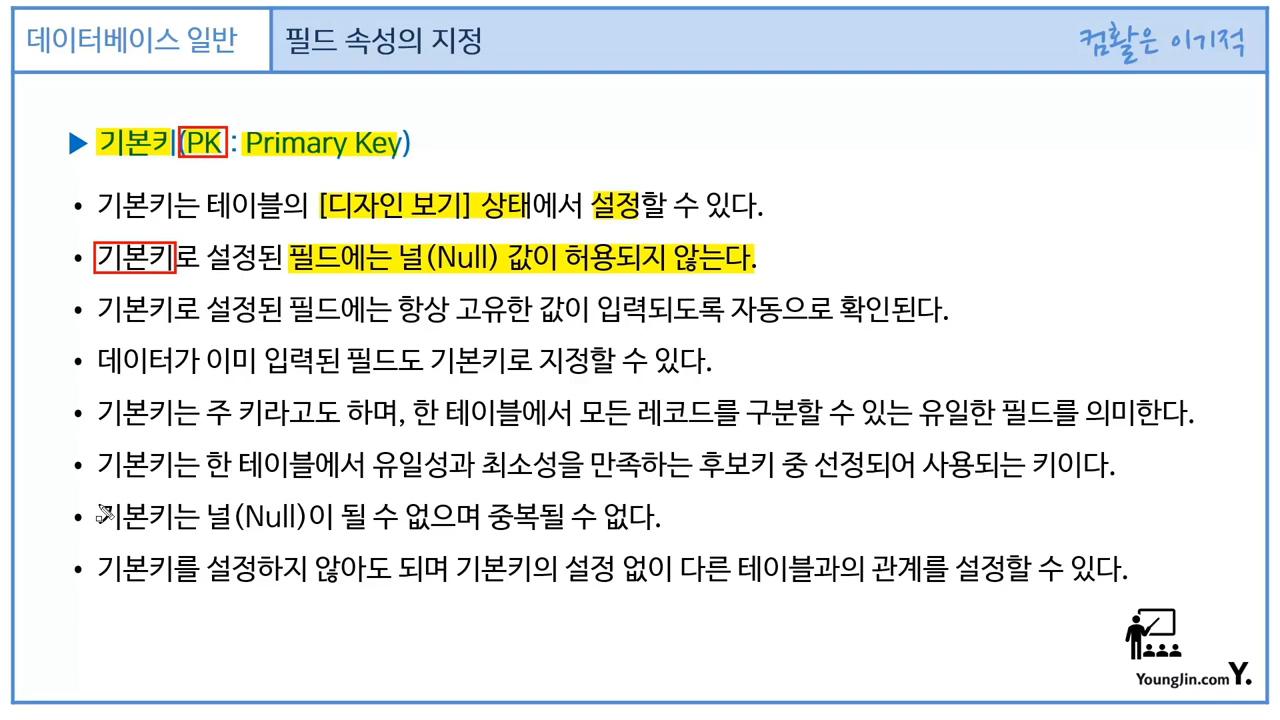 데이터베이스 일반
필드 속성의 지정
컴활은 이기적
▶ 기본키(PK : Primary Key)
• 기본키는 테이블의 [디자인 보기] 상태에서 설정할 수 있다.
• 기본키로 설정된 필드에는 널(Null) 값이 허용되지 않는다.
• 기본키로 설정된 필드에는 항상 고유한 값이 입력되도록 자동으로 확인된다.
• 데이터가 이미 입력된 필드도 기본키로 지정할 수 있다.
• 기본키는 주 키라고도 하며, 한 테이블에서 모든 레코드를 구분할 수 있는 유일한 필드를 의미한다.
• 기본키는 한 테이블에서 유일성과 최소성을 만족하는 후보키 중 선정되어 사용되는 키이다.
• 기본키는 널(Null)이 될 수 없으며 중복될 수 없다.
• 기본키를 설정하지 않아도 되며 기본키의 설정 없이 다른 테이블과의 관계를 설정할 수 있다.
YoungJin.com Y.